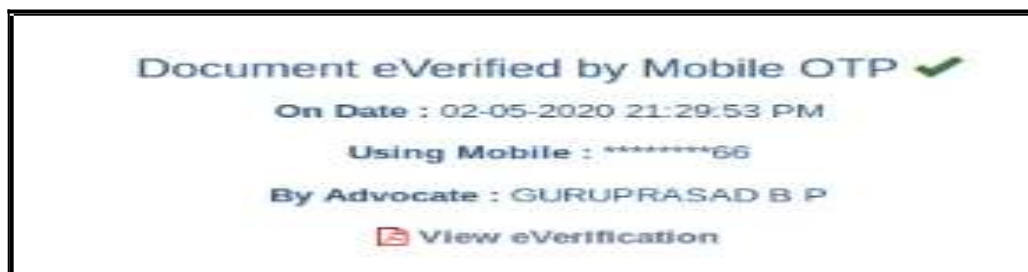 Document eVerified by Mobile OTP ✔
On Date : 02-05-2020 21:29:53 PM
Using Mobile : ********66
By Advocate : GURUPRASAD B P
View eVerification